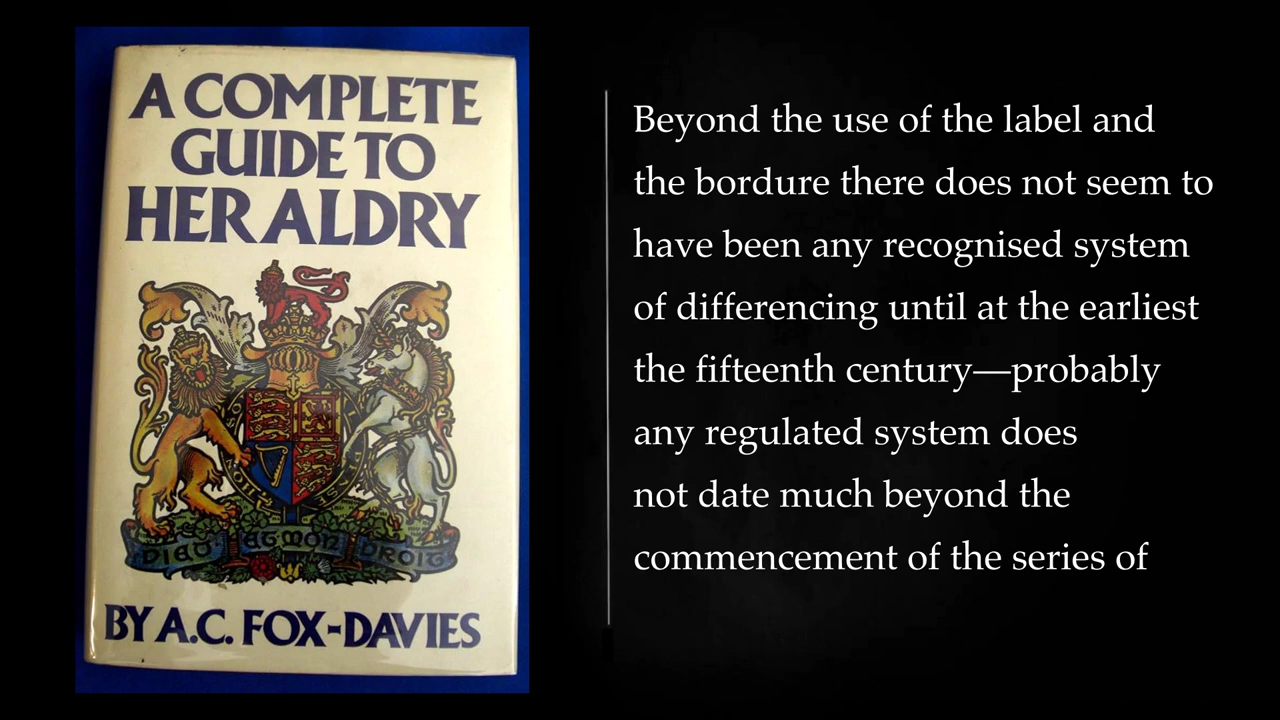 A COMPLETE
GUIDE TO
HERALDRY
DIEU ET MON DROIT
BY A.C. FOX-DAVIES
Beyond the use of the label and
the bordure there does not seem to
have been any recognised system
of differencing until at the earliest
the fifteenth century—probably
any regulated system does
not date much beyond the
commencement of the series of